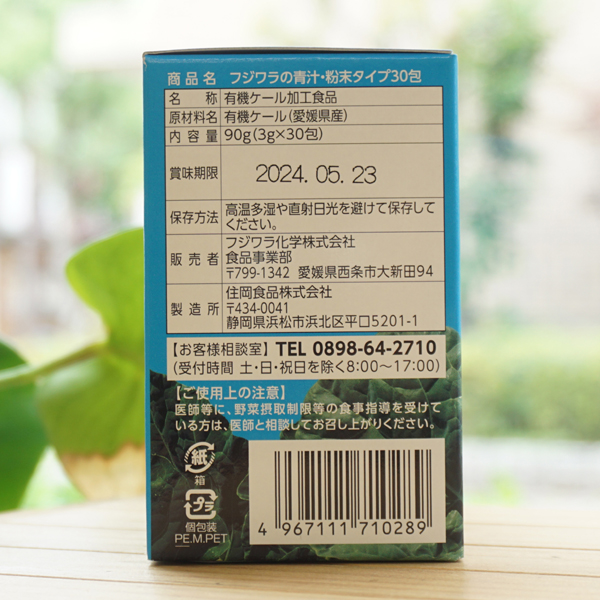 商品名 フジワラの青汁・粉末タイプ30包
名 称 有機ケール加工食品
原材料名 有機ケール(愛媛県産)
内容量 90g(3g×30包)
賞味期限 2024.05.23
保存方法 高温多湿や直射日光を避けて保存して
ください。
販売者 フジワラ化学株式会社
食品事業部
〒799-1342 愛媛県西条市大新田94
製造所 住岡食品株式会社
〒434-0041
静岡県浜松市浜北区平口5201-1
【お客様相談室】TEL 0898-64-2710
(受付時間 土・日・祝日を除く8:00〜17:00)
【ご使用上の注意】
医師等に、野菜摂取制限等の食事指導を受けて
いる方は、医師と相談してお召し上がりください。
紙
箱
プラ
個包装
PE.M.PET
4 967111 710289